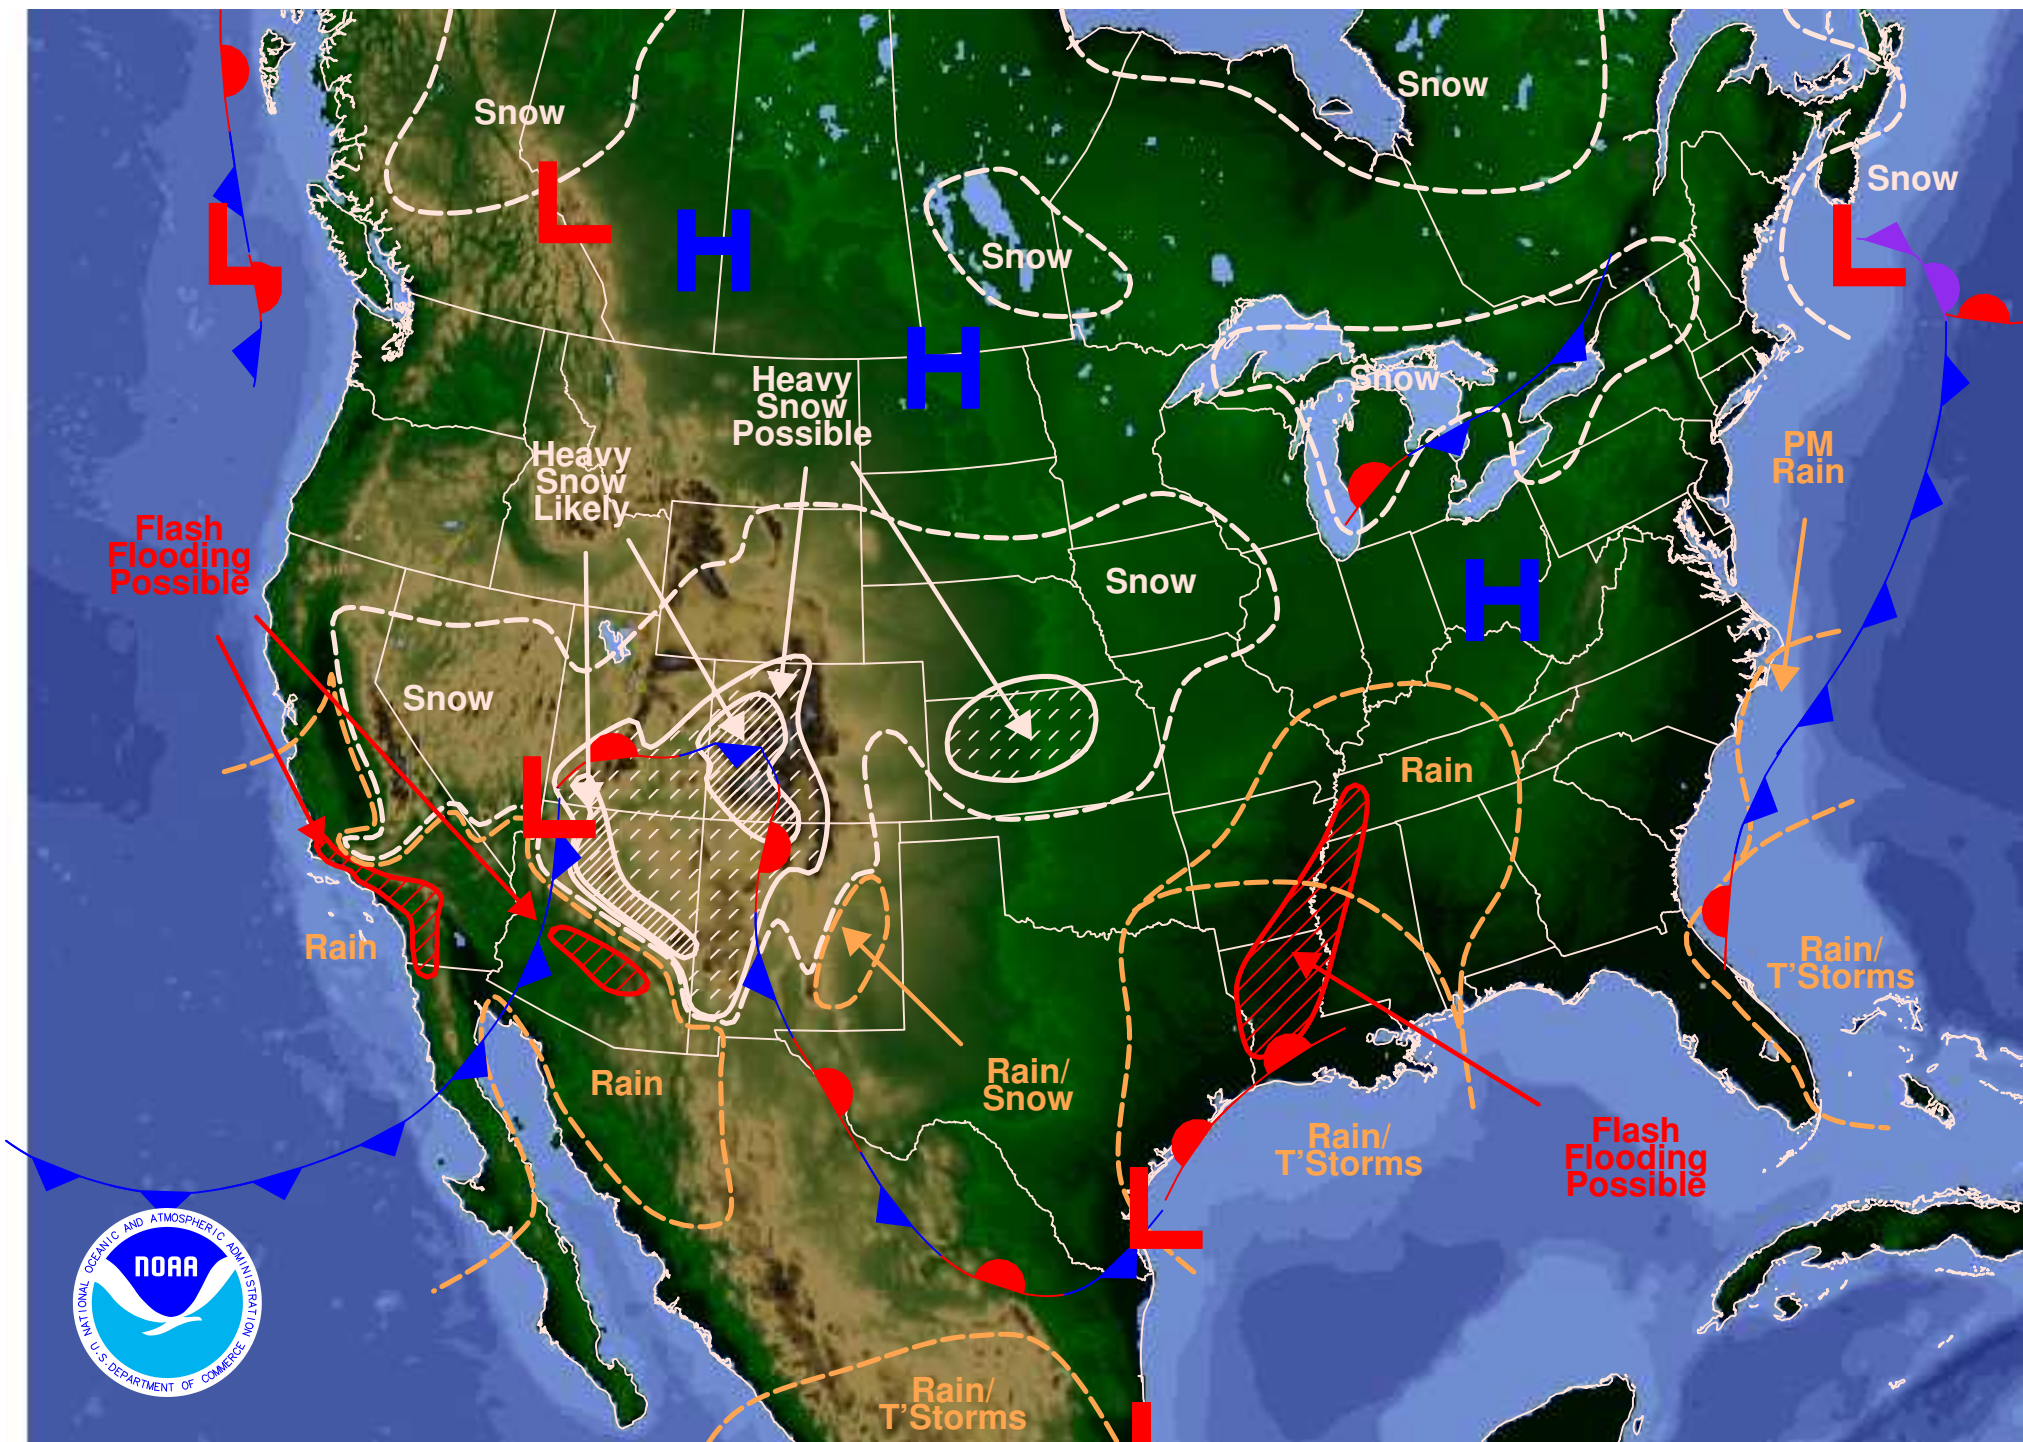 Snow
Snow
Snow
Snow
H
L
L
L
H
Snow
Heavy
Snow
Possible
Snow
Heavy
Snow
Likely
PM
Rain
Flash
Flooding
Possible
Snow
H
Snow
L
Rain
Rain
Rain/
T'Storms
Rain
Rain/
Snow
Rain/
T'Storms
Flash
Flooding
Possible
L
NATIONAL OCEANIC AND ATMOSPHERIC ADMINISTRATION
NOAA
U.S. DEPARTMENT OF COMMERCE
Rain/
T'Storms
L